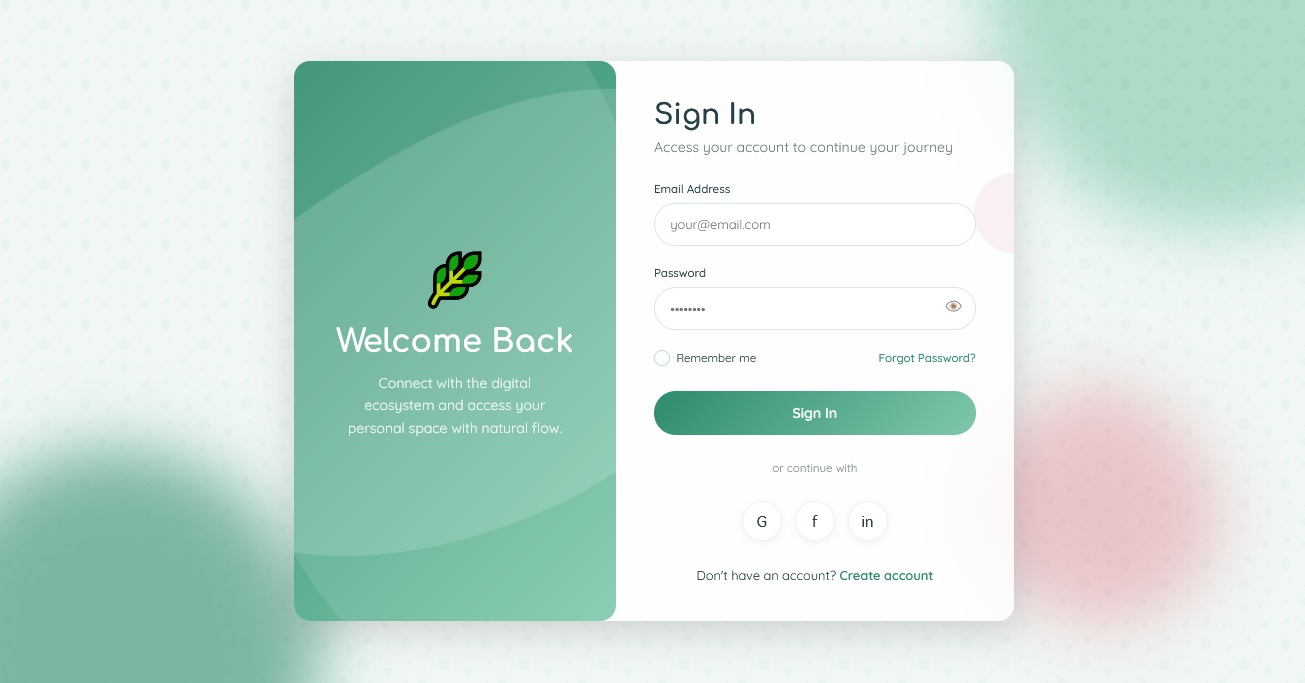 Welcome Back
Connect with the digital
ecosystem and access your
personal space with natural flow.
Sign In
Access your account to continue your journey
Email Address
your@email.com
Password
••••••••
Remember me
Forgot Password?
Sign In
or continue with
G
f
in
Don't have an account? Create account